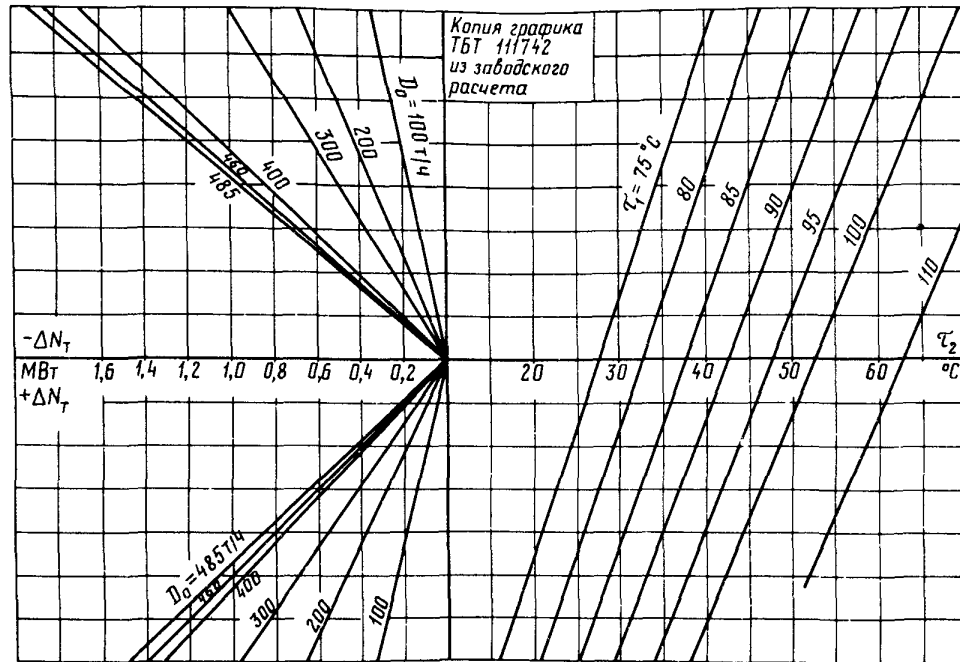 Копия графика
ТБТ 111742
из заводского
расчета
D₀ = 100 т/ч
200
300
400
460
485
τ₁ = 75 °C
80
85
90
95
100
110
-ΔNт
МВт
+ΔNт
1,6 1,4 1,2 1,0 0,8 0,6 0,4 0,2
20 30 40 50 60
τ₂
°C
D₀ = 485 т/ч
460
400
300
200
100